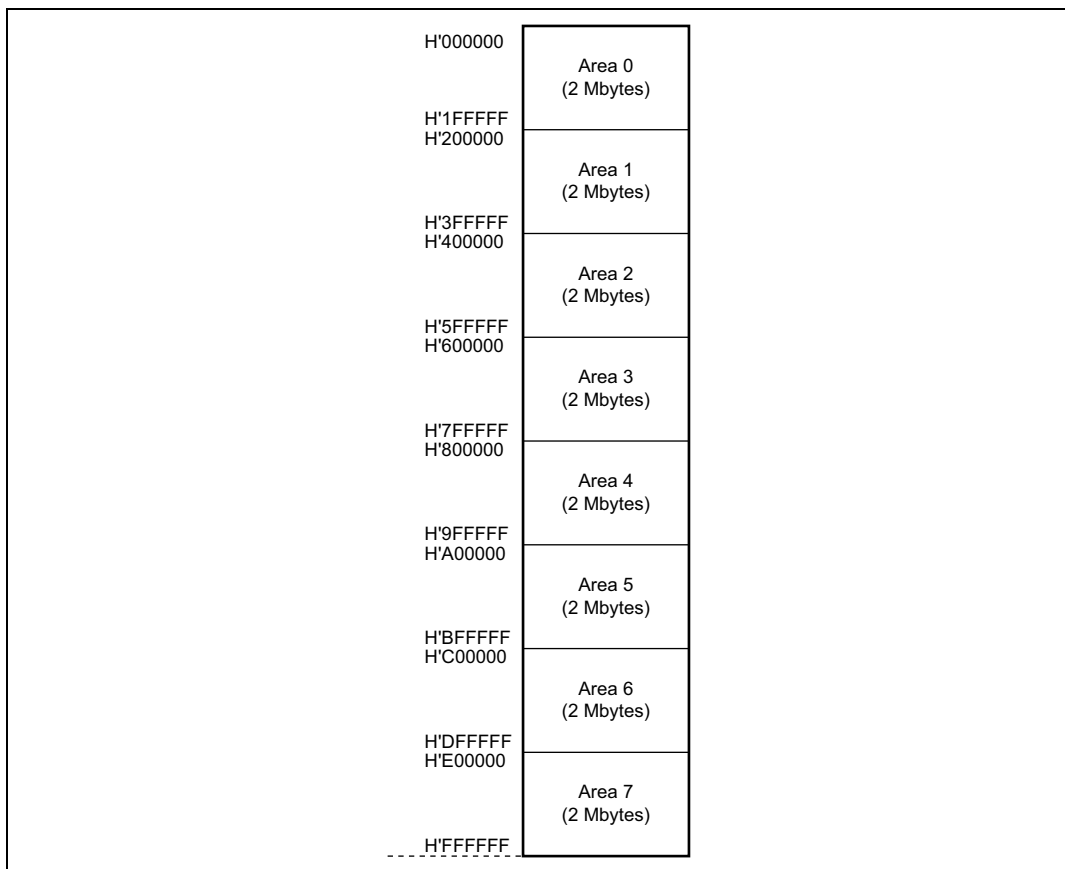 H'000000
Area 0
(2 Mbytes)
H'1FFFFF
H'200000
Area 1
(2 Mbytes)
H'3FFFFF
H'400000
Area 2
(2 Mbytes)
H'5FFFFF
H'600000
Area 3
(2 Mbytes)
H'7FFFFF
H'800000
Area 4
(2 Mbytes)
H'9FFFFF
H'A00000
Area 5
(2 Mbytes)
H'BFFFFF
H'C00000
Area 6
(2 Mbytes)
H'DFFFFF
H'E00000
Area 7
(2 Mbytes)
H'FFFFFF